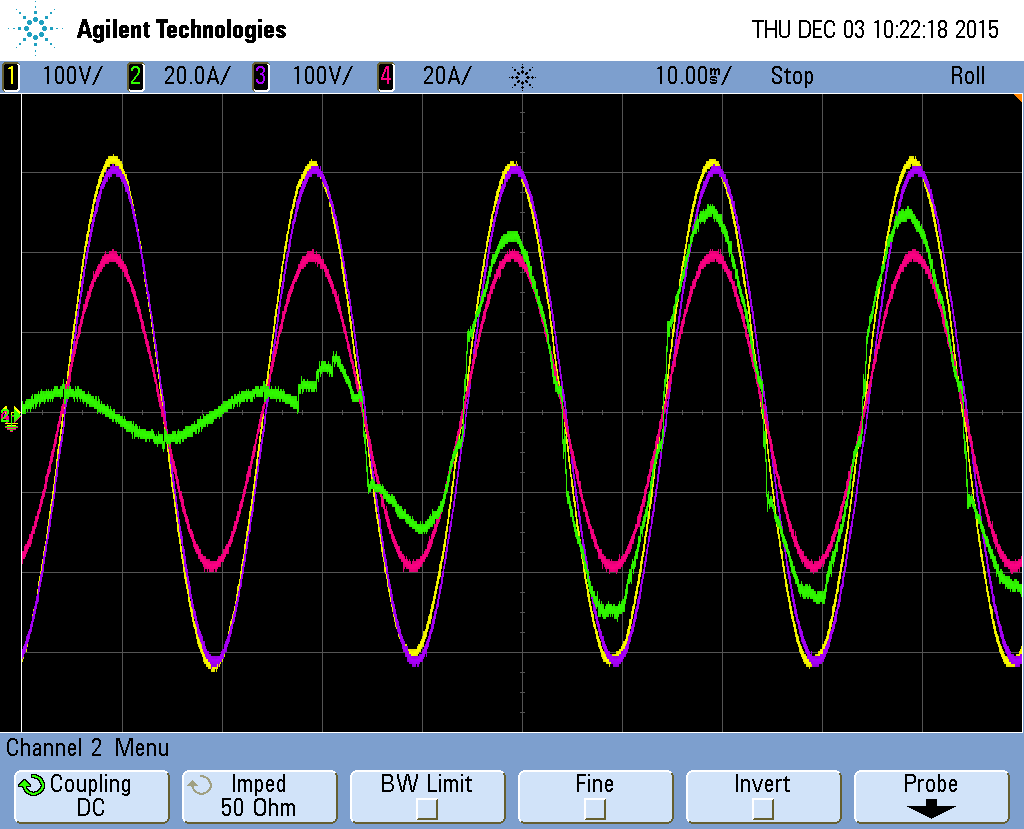 Agilent Technologies THU DEC 03 10:22:18 2015
1 100V/ 2 20.0A/ 3 100V/ 4 20A/ 10.00ms/ Stop Roll
Channel 2 Menu
Coupling Imped BW Limit Fine Invert Probe
DC 50 Ohm